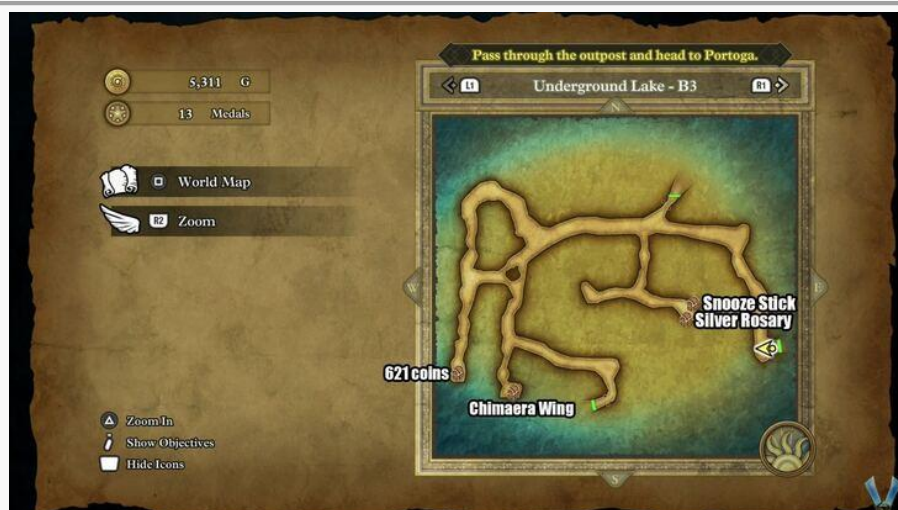 Pass through the outpost and head to Portoga.
5,311 G
L1 Underground Lake - B3 R1
13 Medals
N
World Map
R2 Zoom
W
E
Snooze Stick
Silver Rosary
621 coins
Chimaera Wing
Zoom In
Show Objectives
Hide Icons
S